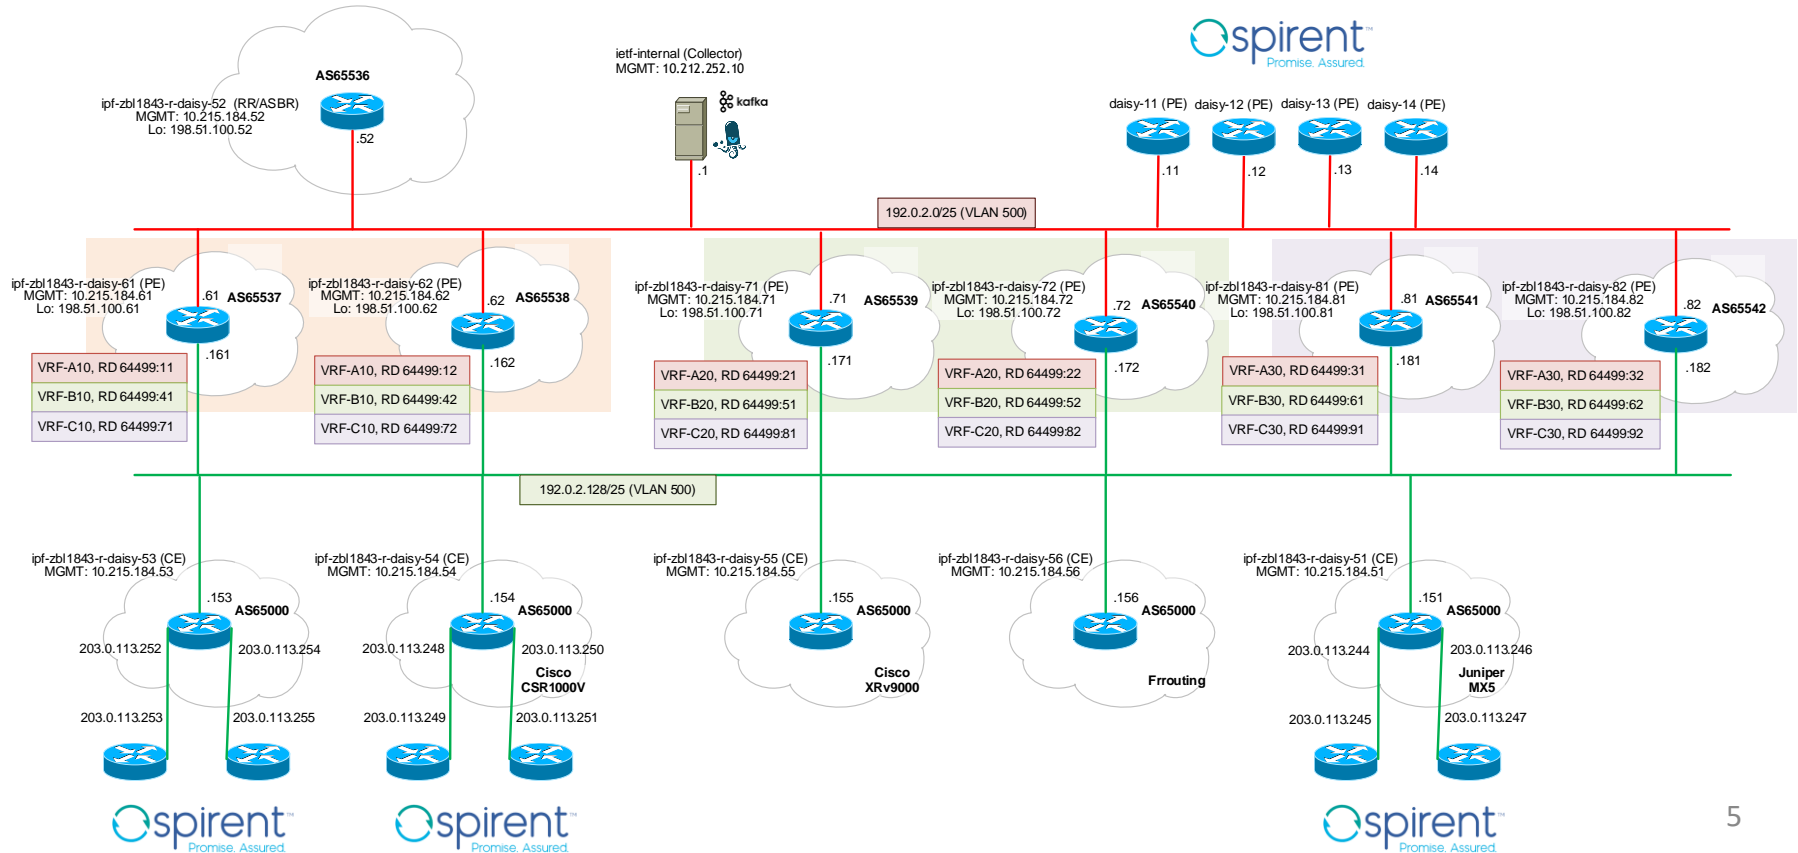 spirent™
Promise. Assured.
ietf-internal (Collector)
MGMT: 10.212.252.10
kafka
.1
AS65536
ipf-zbl1843-r-daisy-52 (RR/ASBR)
MGMT: 10.215.184.52
Lo: 198.51.100.52
.52
daisy-11 (PE)
daisy-12 (PE)
daisy-13 (PE)
daisy-14 (PE)
.11
.12
.13
.14
192.0.2.0/25 (VLAN 500)
ipf-zbl1843-r-daisy-61 (PE)
MGMT: 10.215.184.61
Lo: 198.51.100.61
.61
AS65537
.161
VRF-A10, RD 64499:11
VRF-B10, RD 64499:41
VRF-C10, RD 64499:71
ipf-zbl1843-r-daisy-62 (PE)
MGMT: 10.215.184.62
Lo: 198.51.100.62
.62
AS65538
.162
VRF-A10, RD 64499:12
VRF-B10, RD 64499:42
VRF-C10, RD 64499:72
ipf-zbl1843-r-daisy-71 (PE)
MGMT: 10.215.184.71
Lo: 198.51.100.71
.71
AS65539
.171
VRF-A20, RD 64499:21
VRF-B20, RD 64499:51
VRF-C20, RD 64499:81
ipf-zbl1843-r-daisy-72 (PE)
MGMT: 10.215.184.72
Lo: 198.51.100.72
.72
AS65540
.172
VRF-A20, RD 64499:22
VRF-B20, RD 64499:52
VRF-C20, RD 64499:82
ipf-zbl1843-r-daisy-81 (PE)
MGMT: 10.215.184.81
Lo: 198.51.100.81
.81
AS65541
.181
VRF-A30, RD 64499:31
VRF-B30, RD 64499:61
VRF-C30, RD 64499:91
ipf-zbl1843-r-daisy-82 (PE)
MGMT: 10.215.184.82
Lo: 198.51.100.82
.82
AS65542
.182
VRF-A30, RD 64499:32
VRF-B30, RD 64499:62
VRF-C30, RD 64499:92
192.0.2.128/25 (VLAN 500)
ipf-zbl1843-r-daisy-53 (CE)
MGMT: 10.215.184.53
.153
AS65000
203.0.113.252
203.0.113.254
203.0.113.253
203.0.113.255
ipf-zbl1843-r-daisy-54 (CE)
MGMT: 10.215.184.54
.154
AS65000
203.0.113.248
203.0.113.250
Cisco
CSR1000V
203.0.113.249
203.0.113.251
ipf-zbl1843-r-daisy-55 (CE)
MGMT: 10.215.184.55
.155
AS65000
Cisco
XRv9000
ipf-zbl1843-r-daisy-56 (CE)
MGMT: 10.215.184.56
.156
AS65000
Frrouting
ipf-zbl1843-r-daisy-51 (CE)
MGMT: 10.215.184.51
.151
AS65000
203.0.113.244
203.0.113.246
Juniper
MX5
203.0.113.245
203.0.113.247
spirent™
Promise. Assured.
spirent™
Promise. Assured.
spirent™
Promise. Assured.
5